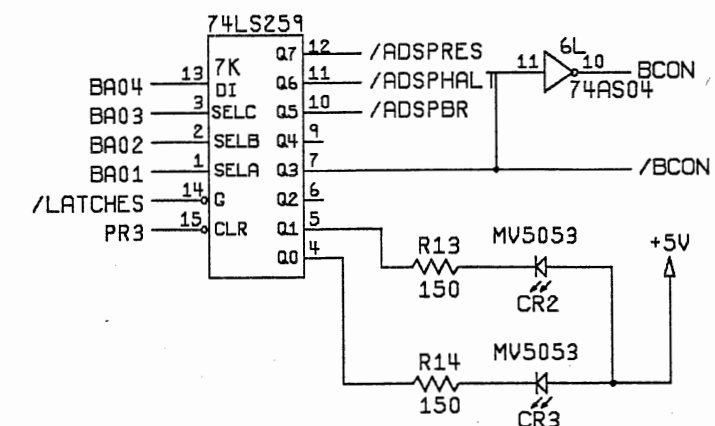 74LS259
7K
BA04 13 DI
BA03 3 SELC
BA02 2 SELB
BA01 1 SELA
/LATCHES 14 G
PR3 15 CLR
Q7 12 /ADSPRES
Q6 11 /ADSPHALT
Q5 10 /ADSPBR
Q4 9
Q3 7 /BCON
Q2 6
Q1 5
Q0 4
6L
11 10 BCON
74AS04
R13
150
MV5053
CR2
+5V
R14
150
MV5053
CR3